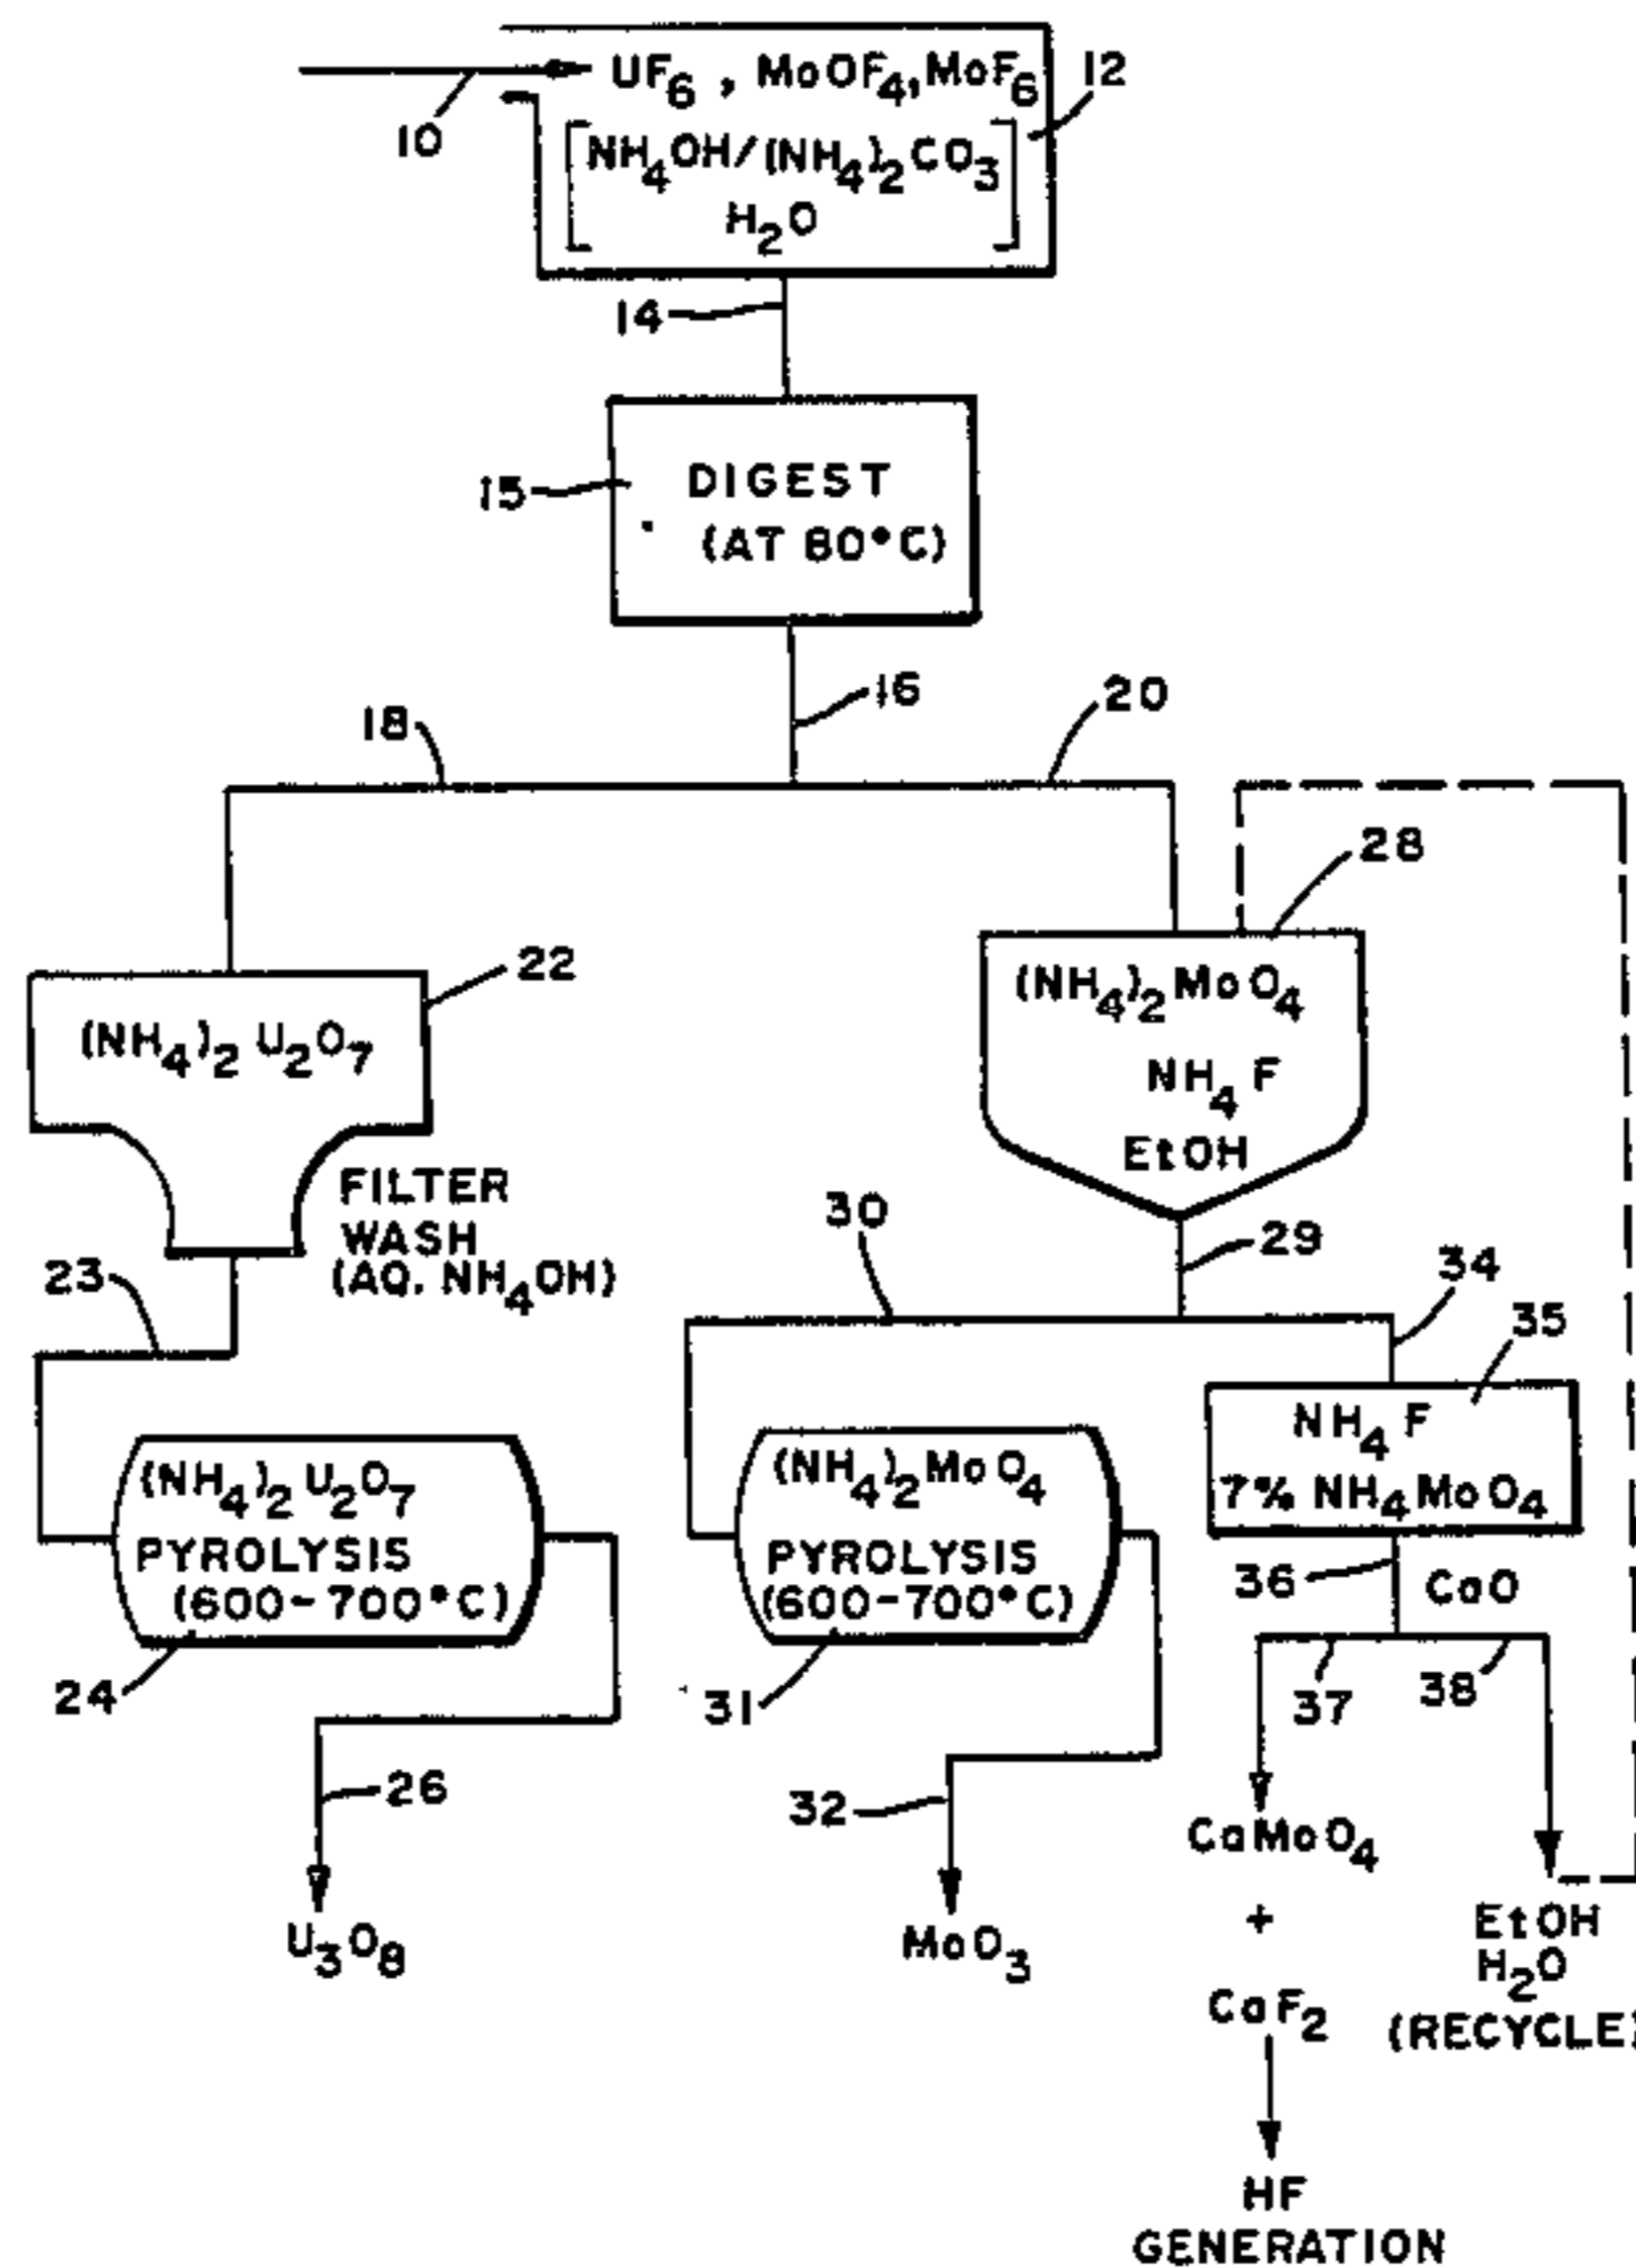 UF6, MoOF4, MoF6
12
10
[NH4OH/(NH4)2CO3
H2O]
14
15
DIGEST
(AT 80°C)
16
18
20
28
22
(NH4)2 U2O7
(NH4)2 MoO4
NH4 F
EtOH
FILTER
WASH
(AQ. NH4OH)
23
30
29
34
35
(NH4)2 U2O7
PYROLYSIS
(600-700°C)
24
(NH4)2 MoO4
PYROLYSIS
(600-700°C)
31
NH4 F
7% NH4MoO4
36
CaO
37
38
26
32
U3O8
MoO3
CaMoO4
+
CaF2
EtOH
H2O
(RECYCLE)
HF
GENERATION